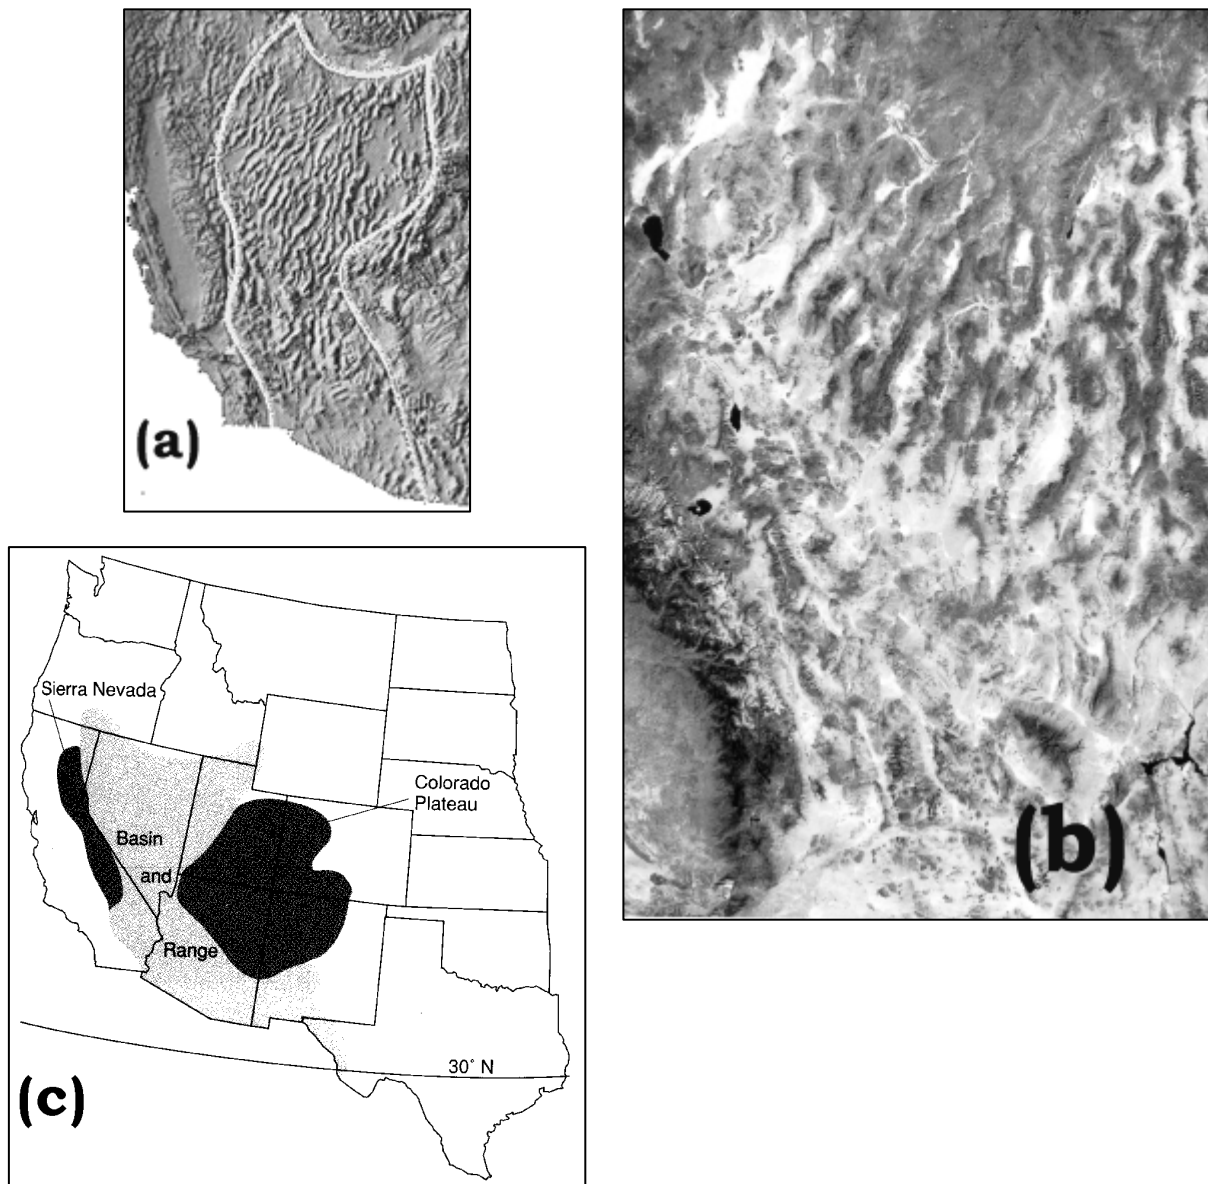 (a)
(b)
Sierra Nevada
Colorado
Plateau
Basin
and
Range
30° N
(c)